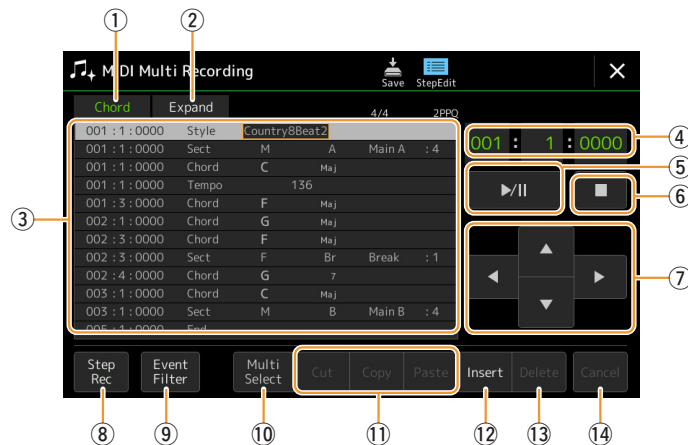 ① ②
MIDI Multi Recording Save StepEdit ×
Chord Expand 4/4 2PPQ
001 : 1 : 0000 Style Country8Beat2
001 : 1 : 0000 Sect M A Main A : 4
001 : 1 : 0000 Chord C Maj
001 : 1 : 0000 Tempo 136
001 : 3 : 0000 Chord F Maj
002 : 1 : 0000 Chord G Maj
002 : 3 : 0000 Chord F Maj
002 : 3 : 0000 Sect F Br Break : 1
002 : 4 : 0000 Chord G 7
003 : 1 : 0000 Chord C Maj
003 : 1 : 0000 Sect M B Main B : 4
005 : 1 : 0000 End
③
001 : 1 : 0000 ④
⑤
⑥
⑦
Step Rec
Event Filter
Multi Select
Cut Copy Paste Insert Delete Cancel
⑧ ⑨ ⑩ ⑪ ⑫ ⑬ ⑭